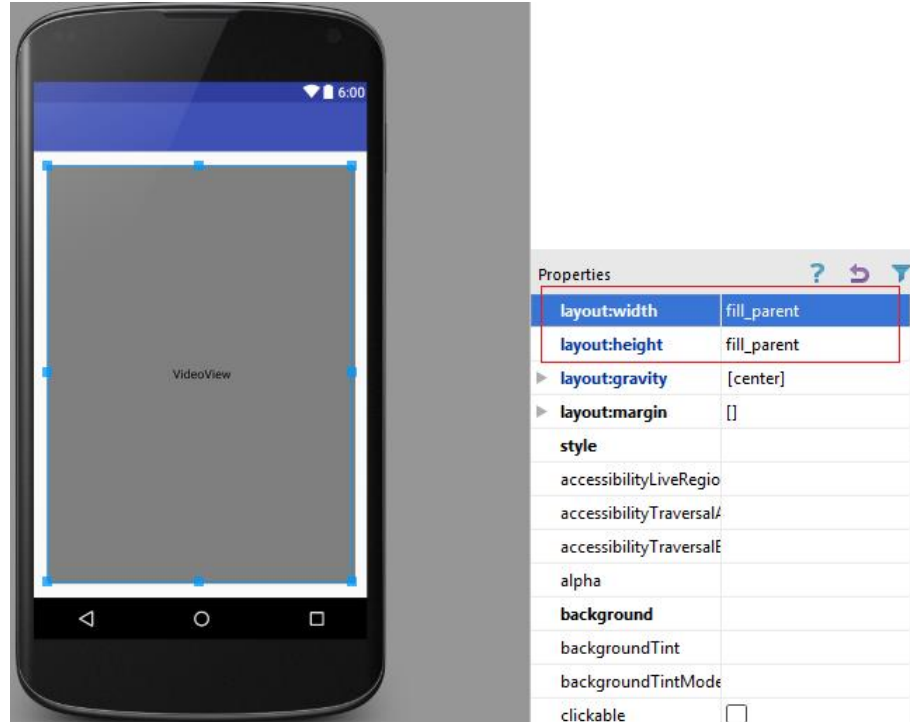 6:00
VideoView
Properties ?
layout:width fill_parent
layout:height fill_parent
layout:gravity [center]
layout:margin []
style
accessibilityLiveRegio
accessibilityTraversalA
accessibilityTraversalB
alpha
background
backgroundTint
backgroundTintMode
clickable